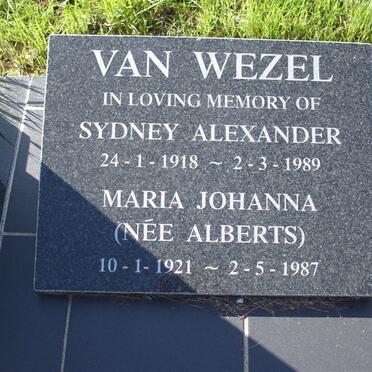 VAN WEZEL
IN LOVING MEMORY OF
SYDNEY ALEXANDER
24 - 1 - 1918 ~ 2 - 3 - 1989
MARIA JOHANNA
(NÉE ALBERTS)
10 - 1 - 1921 ~ 2 - 5 - 1987